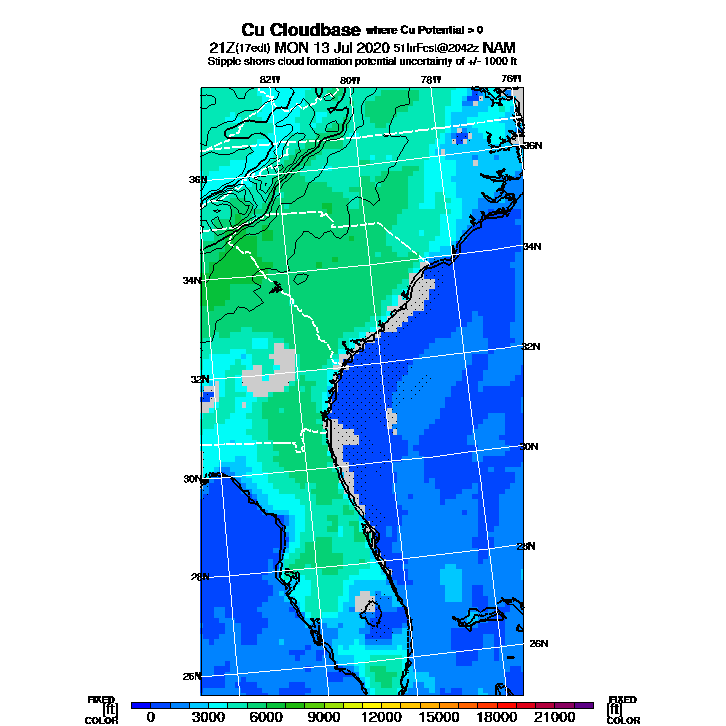 Cu Cloudbase where Cu Potential > 0
21Z(17edt) MON 13 Jul 2020 51hrFcst@2042z NAM
Stipple shows cloud formation potential uncertainty of +/- 1000 ft
82W 80W 78W 76W
36N
36N
34N
34N
32N
32N
30N
30N
28N
28N
26N
26N
FIXED FIXED
[ft] [ft]
COLOR COLOR
0 3000 6000 9000 12000 15000 18000 21000